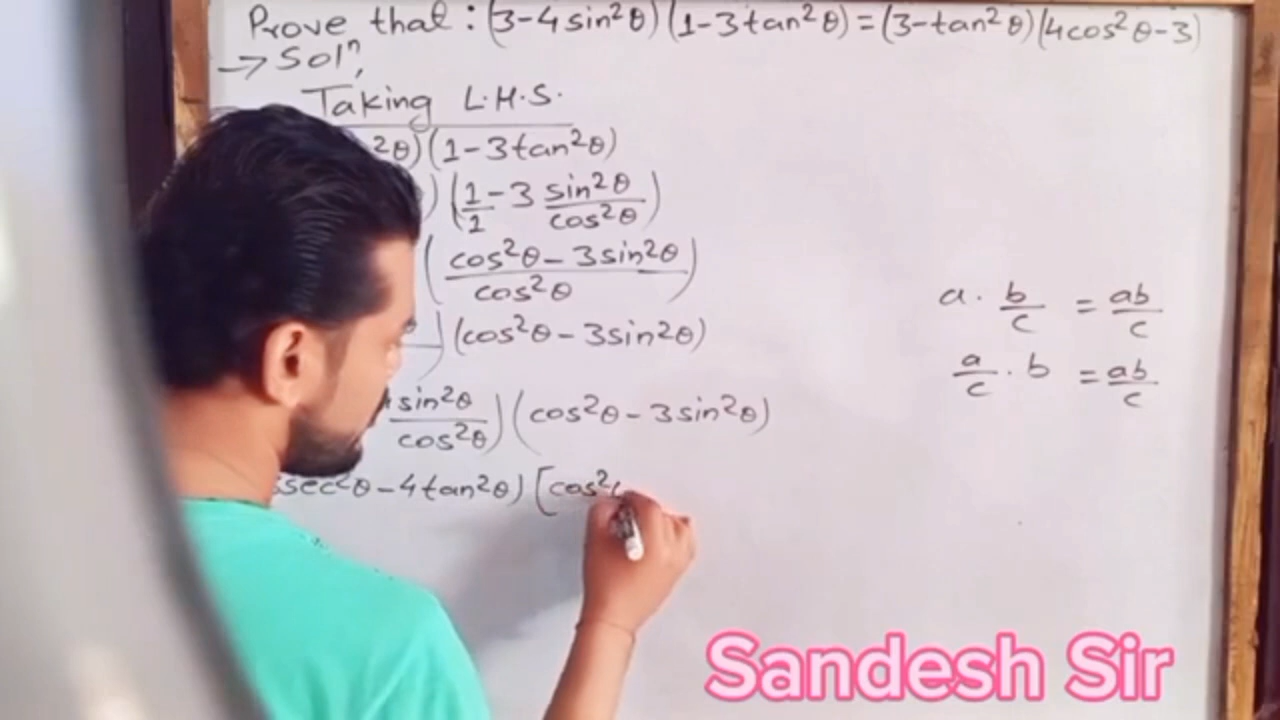 Prove that : (3-4sin²θ)(1-3tan²θ) = (3-tan²θ)(4cos²θ-3)
→ Solⁿ,
Taking L.H.S.
²θ)(1-3tan²θ)
) (1/1 - 3 sin²θ/cos²θ)
(cos²θ - 3sin²θ / cos²θ)
) (cos²θ - 3sin²θ)
sin²θ/cos²θ) (cos²θ - 3sin²θ)
sec²θ - 4tan²θ) [cos²
a · b/c = ab/c
a/c · b = ab/c
Sandesh Sir